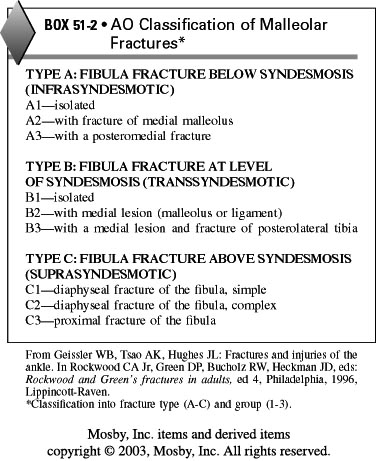 BOX 51-2 • AO Classification of Malleolar
Fractures*
TYPE A: FIBULA FRACTURE BELOW SYNDESMOSIS
(INFRASYNDESMOTIC)
A1—isolated
A2—with fracture of medial malleolus
A3—with a posteromedial fracture
TYPE B: FIBULA FRACTURE AT LEVEL
OF SYNDESMOSIS (TRANSSYNDESMOTIC)
B1—isolated
B2—with medial lesion (malleolus or ligament)
B3—with a medial lesion and fracture of posterolateral tibia
TYPE C: FIBULA FRACTURE ABOVE SYNDESMOSIS
(SUPRASYNDESMOTIC)
C1—diaphyseal fracture of the fibula, simple
C2—diaphyseal fracture of the fibula, complex
C3—proximal fracture of the fibula
From Geissler WB, Tsao AK, Hughes JL: Fractures and injuries of the
ankle. In Rockwood CA Jr, Green DP, Bucholz RW, Heckman JD, eds:
Rockwood and Green's fractures in adults, ed 4, Philadelphia, 1996,
Lippincott-Raven.
*Classification into fracture type (A-C) and group (1-3).
Mosby, Inc. items and derived items
copyright © 2003, Mosby, Inc. All rights reserved.